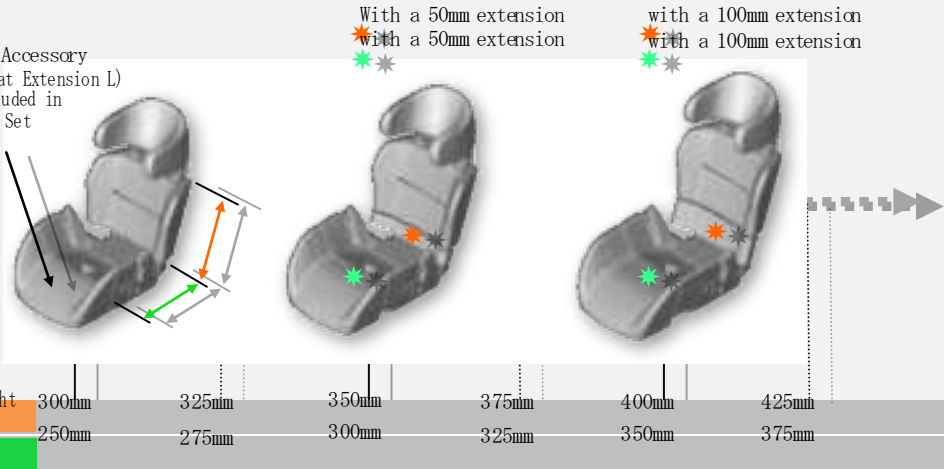 With a 50mm extension
with a 50mm extension
with a 100mm extension
with a 100mm extension
Accessory
at Extension L)
uded in
Set
ht 300mm 325mm 350mm 375mm 400mm 425mm
250mm 275mm 300mm 325mm 350mm 375mm